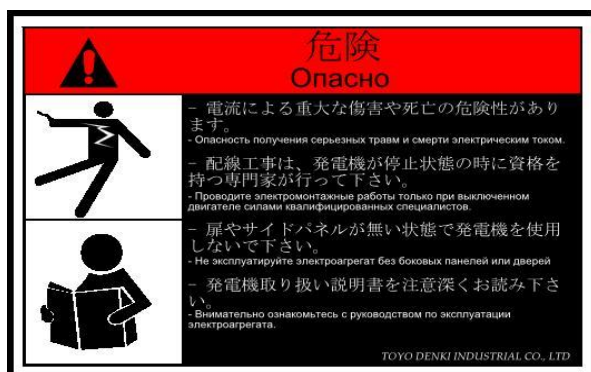 危険
Опасно
- 電流による重大な傷害や死亡の危険性があり
ます。
- Опасность получения серьезных травм и смерти электрическим током.
- 配線工事は、発電機が停止状態の時に資格を
持つ専門家が行って下さい。
- Проводите электромонтажные работы только при выключенном
двигателе силами квалифицированных специалистов.
- 扉やサイドパネルが無い状態で発電機を使用
しないで下さい。
- Не эксплуатируйте электроагрегат без боковых панелей или дверей
- 発電機取り扱い説明書を注意深くお読み下さ
い。
- Внимательно ознакомьтесь с руководством по эксплуатации
электроагрегата.
TOYO DENKI INDUSTRIAL CO., LTD